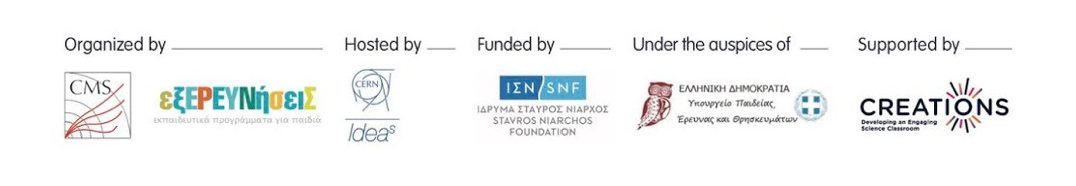 Organized by
CMS
εξΕΡΕΥΝήσειΣ
εκπαιδευτικά προγράμματα για παιδιά
Hosted by
CERN
Ideas
Funded by
ΙΣΝ/SNF
ΙΔΡΥΜΑ ΣΤΑΥΡΟΣ ΝΙΑΡΧΟΣ
STAVROS NIARCHOS
FOUNDATION
Under the auspices of
ΕΛΛΗΝΙΚΗ ΔΗΜΟΚΡΑΤΙΑ
Υπουργείο Παιδείας,
Έρευνας και Θρησκευμάτων
Supported by
CREATIONS
Developing an Engaging
Science Classroom